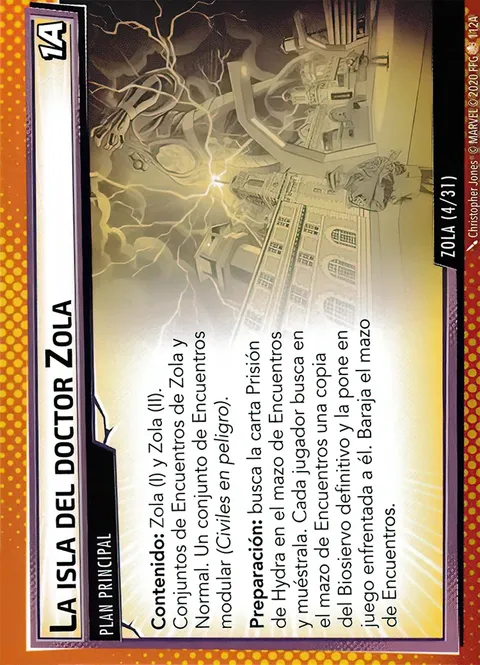 LA ISLA DEL DOCTOR ZOLA
1A
PLAN PRINCIPAL
Contenido: Zola (I) y Zola (III).
Conjuntos de Encuentros de Zola y
Normal. Un conjunto de Encuentros
modular (Civiles en peligro).
Preparación: busca la carta Prisión
de Hydra en el mazo de Encuentros
y muéstrala. Cada jugador busca en
el mazo de Encuentros una copia
del Biosiervo definitivo y la pone en
juego enfrentada a él. Baraja el mazo
de Encuentros.
ZOLA (4/31)
Christopher Jones © MARVEL © 2020 FFG 112A